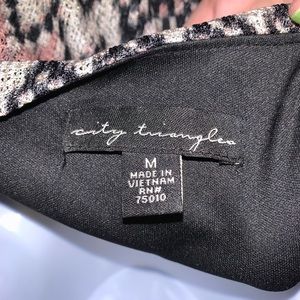 city triangles
M
MADE IN
VIETNAM
RN#
75010